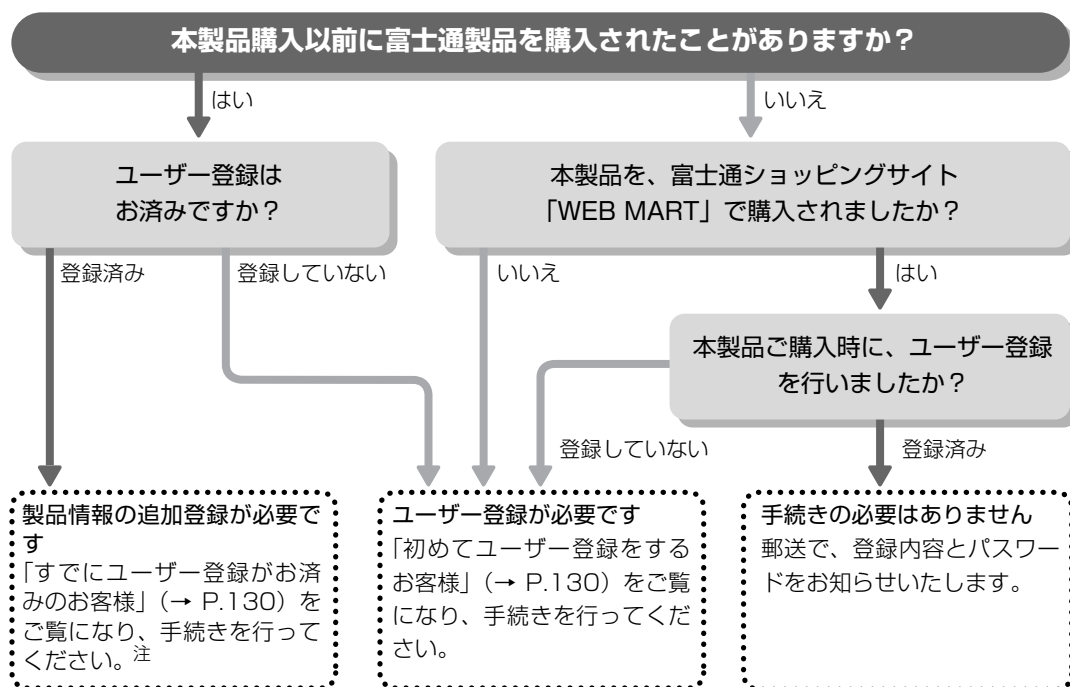 本製品購入以前に富士通製品を購入されたことがありますか？
はい
いいえ
ユーザー登録は
お済みですか？
本製品を、富士通ショッピングサイト
「WEB MART」で購入されましたか？
登録済み
登録していない
いいえ
はい
本製品ご購入時に、ユーザー登録
を行いましたか？
登録していない
登録済み
製品情報の追加登録が必要で
す
「すでにユーザー登録がお済
みのお客様」（→ P.130）を
ご覧になり、手続きを行って
ください。注
ユーザー登録が必要です
「初めてユーザー登録をする
お客様」（→ P.130）をご覧
になり、手続きを行ってくだ
さい。
手続きの必要はありません
郵送で、登録内容とパスワー
ドをお知らせいたします。